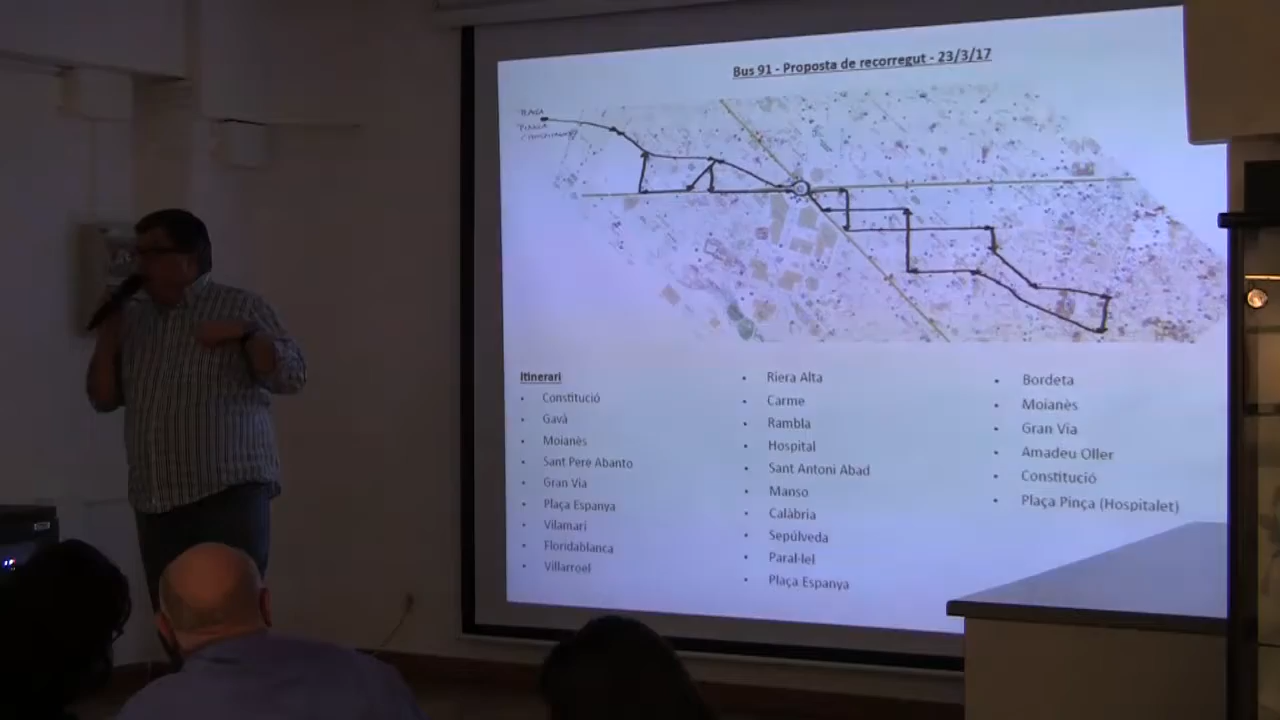 Bus 91 - Proposta de recorregut - 23/3/17
Itinerari
• Constitució
• Gavà
• Moianès
• Sant Pere Abanto
• Gran Via
• Plaça Espanya
• Vilamarí
• Floridablanca
• Villarroel
• Riera Alta
• Carme
• Rambla
• Hospital
• Sant Antoni Abad
• Manso
• Calàbria
• Sepúlveda
• Paral·lel
• Plaça Espanya
• Bordeta
• Moianès
• Gran Via
• Amadeu Oller
• Constitució
• Plaça Pinça (Hospitalet)